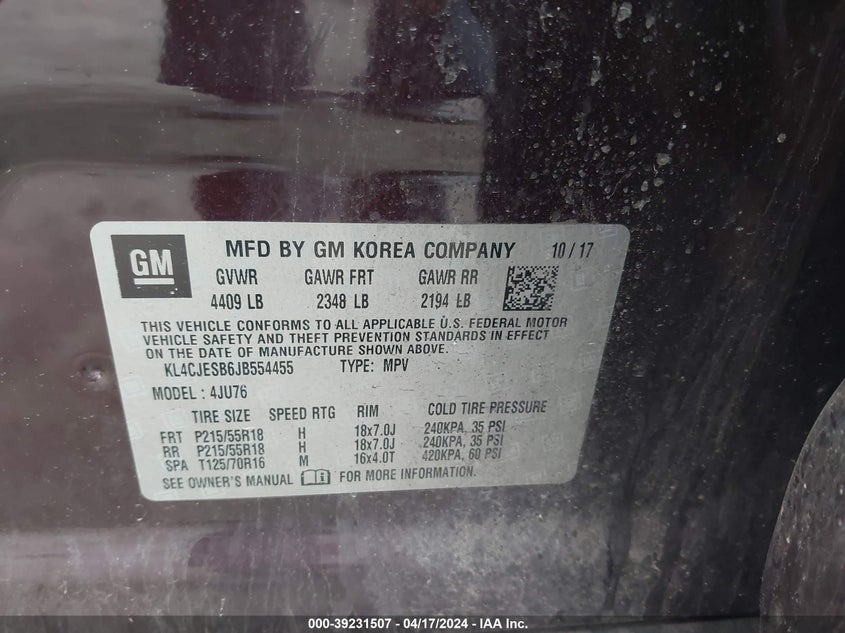 GM
MFD BY GM KOREA COMPANY 10 / 17
GVWR GAWR FRT GAWR RR
4409 LB 2348 LB 2194 LB
THIS VEHICLE CONFORMS TO ALL APPLICABLE U.S. FEDERAL MOTOR
VEHICLE SAFETY AND THEFT PREVENTION STANDARDS IN EFFECT
ON THE DATE OF MANUFACTURE SHOWN ABOVE.
KL4CJESB6JB554455 TYPE: MPV
MODEL : 4JU76
TIRE SIZE SPEED RTG RIM COLD TIRE PRESSURE
FRT P215/55R18 H 18x7.0J 240KPA, 35 PSI
RR P215/55R18 H 18x7.0J 240KPA, 35 PSI
SPA T125/70R16 M 16x4.0T 420KPA, 60 PSI
SEE OWNER'S MANUAL FOR MORE INFORMATION.
000-39231507 - 04/17/2024 - IAA Inc.